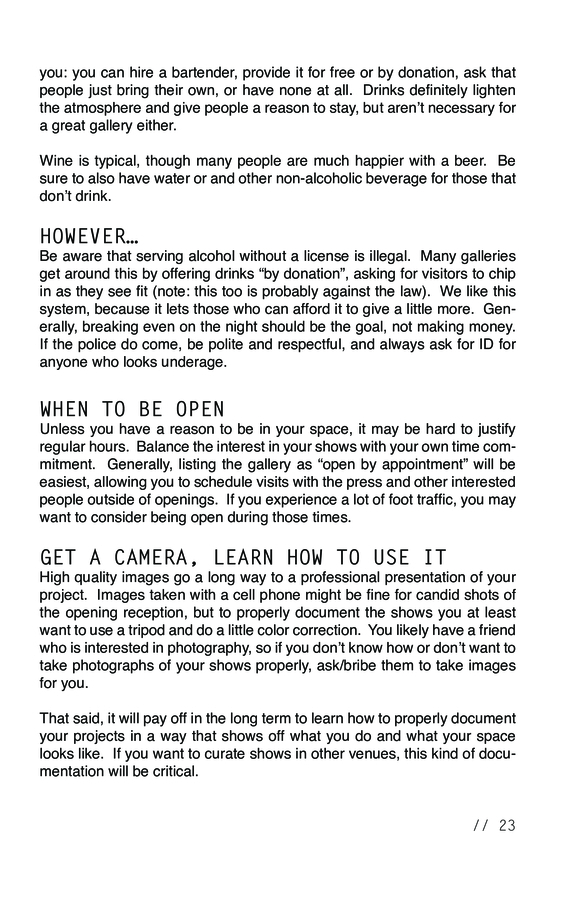 you: you can hire a bartender, provide it for free or by donation, ask that
people just bring their own, or have none at all.  Drinks definitely lighten
the atmosphere and give people a reason to stay, but aren’t necessary for
a great gallery either.
Wine is typical, though many people are much happier with a beer.  Be
sure to also have water or and other non-alcoholic beverage for those that
don’t drink.
HOWEVER…
Be aware that serving alcohol without a license is illegal.  Many galleries
get around this by offering drinks “by donation”, asking for visitors to chip
in as they see fit (note: this too is probably against the law).  We like this
system, because it lets those who can afford it to give a little more.  Gen-
erally, breaking even on the night should be the goal, not making money.
If the police do come, be polite and respectful, and always ask for ID for
anyone who looks underage.
WHEN TO BE OPEN
Unless you have a reason to be in your space, it may be hard to justify
regular hours.  Balance the interest in your shows with your own time com-
mitment.  Generally, listing the gallery as “open by appointment” will be
easiest, allowing you to schedule visits with the press and other interested
people outside of openings.  If you experience a lot of foot traffic, you may
want to consider being open during those times.
GET A CAMERA, LEARN HOW TO USE IT
High quality images go a long way to a professional presentation of your
project.  Images taken with a cell phone might be fine for candid shots of
the opening reception, but to properly document the shows you at least
want to use a tripod and do a little color correction.  You likely have a friend
who is interested in photography, so if you don’t know how or don’t want to
take photographs of your shows properly, ask/bribe them to take images
for you.
That said, it will pay off in the long term to learn how to properly document
your projects in a way that shows off what you do and what your space
looks like.  If you want to curate shows in other venues, this kind of docu-
mentation will be critical.
// 23